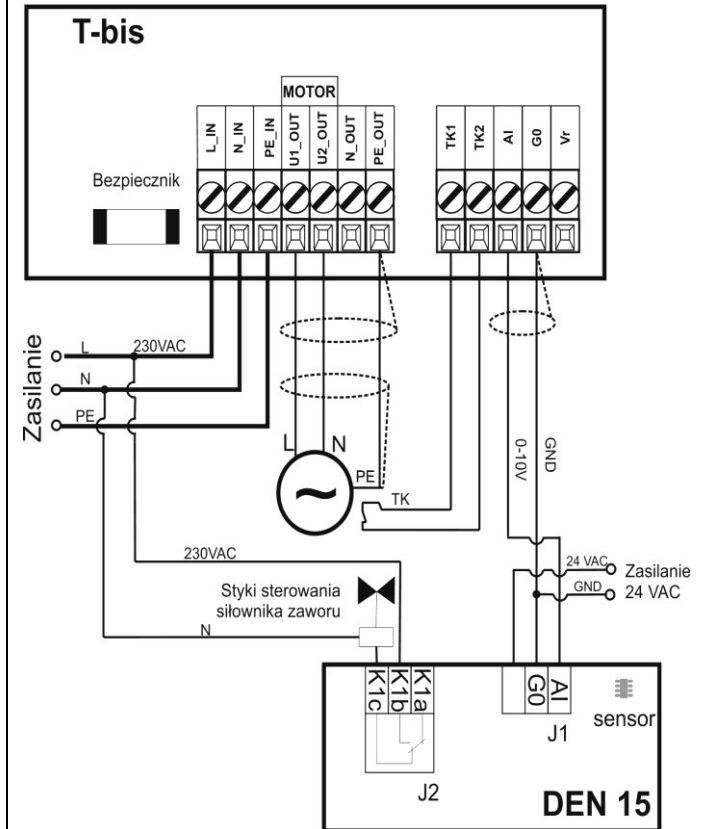 T-bis
MOTOR
L_IN
N_IN
PE_IN
U1_OUT
U2_OUT
N_OUT
PE_OUT
TK1
TK2
AI
G0
Vr
Bezpiecznik
Zasilanie
L
230VAC
N
PE
L
N
~
PE
TK
0-10V
GND
230VAC
24 VAC
Zasilanie
GND
24 VAC
Styki sterowania
siłownika zaworu
N
K1c
K1b
K1a
G0
AI
J1
sensor
J2
DEN 15